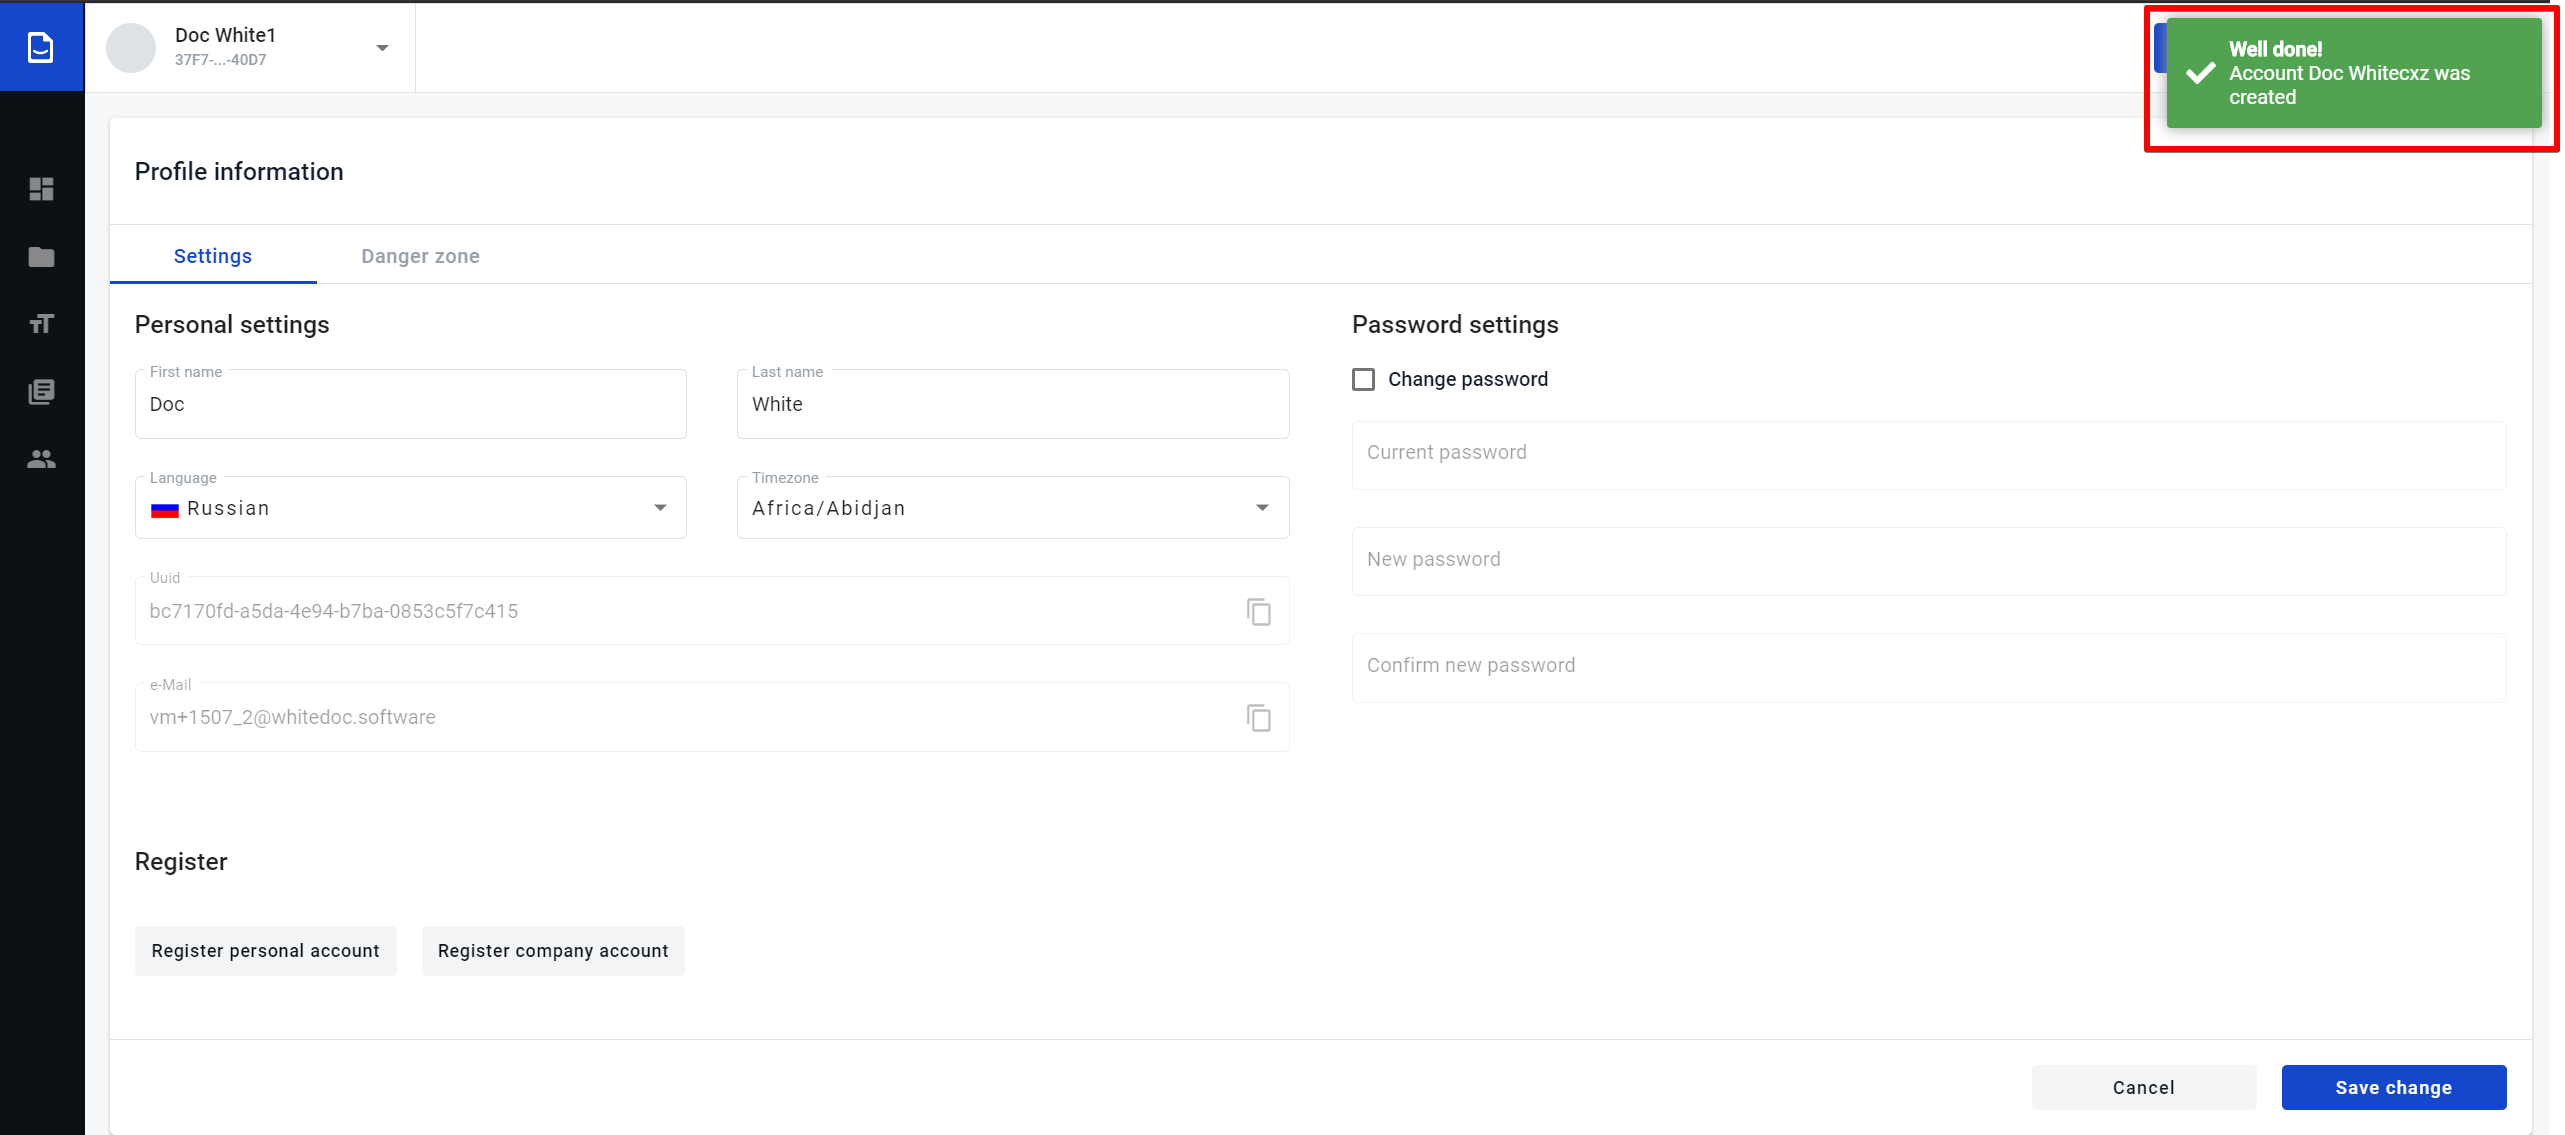 Doc White1
37F7-...-40D7
Well done!
Account Doc Whitecxz was
created
Profile information
Settings
Danger zone
Personal settings
First name
Doc
Last name
White
Language
Russian
Timezone
Africa/Abidjan
Uuid
bc7170fd-a5da-4e94-b7ba-0853c5f7c415
e-Mail
vm+1507_2@whitedoc.software
Password settings
Change password
Current password
New password
Confirm new password
Register
Register personal account
Register company account
Cancel
Save change